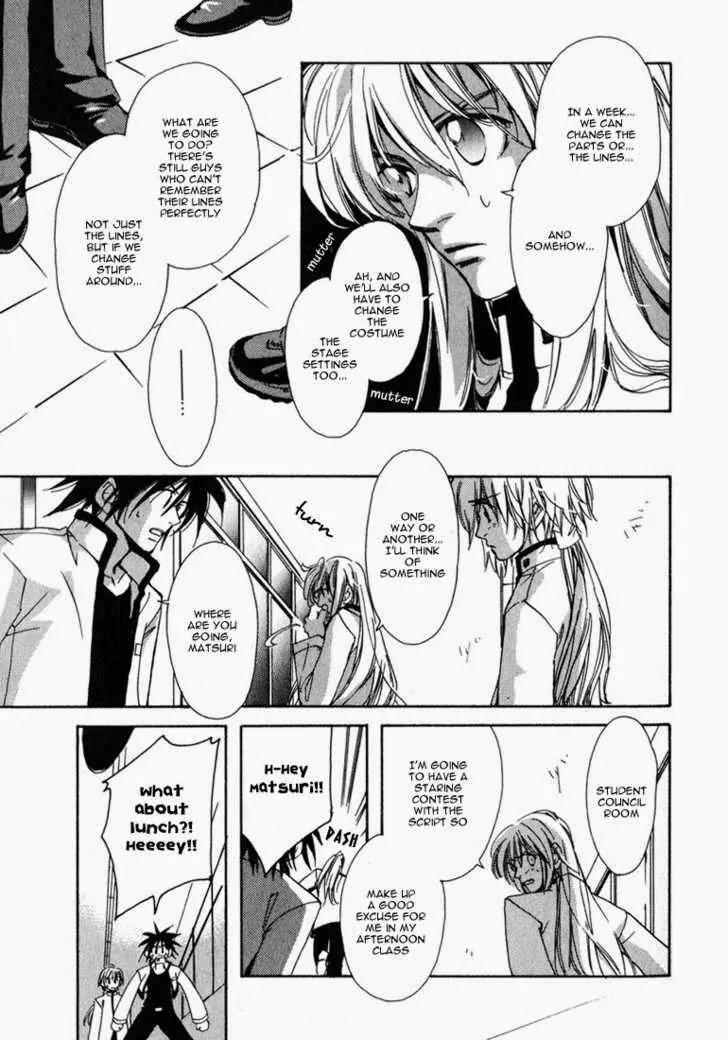 IN A WEEK...
WE CAN
CHANGE THE
PARTS OR...
THE LINES...
AND
SOMEHOW...
mutter
AH, AND
WE'LL ALSO
HAVE TO
CHANGE
THE
COSTUME
THE
STAGE
SETTINGS
TOO...
mutter
WHAT ARE
WE GOING
TO DO?
THERE'S
STILL GUYS
WHO CAN'T
REMEMBER
THEIR LINES
PERFECTLY
NOT JUST
THE LINES,
BUT IF WE
CHANGE
STUFF
AROUND...
ONE
WAY OR
ANOTHER...
I'LL THINK
OF
SOMETHING
turn
WHERE
ARE YOU
GOING,
MATSURI
STUDENT
COUNCIL
ROOM
I'M GOING
TO HAVE A
STARING
CONTEST
WITH THE
SCRIPT SO
MAKE UP
A GOOD
EXCUSE FOR
ME IN MY
AFTERNOON
CLASS
H-Hey
Matsuri!!
DASH
What
about
lunch?!
Heeeey!!